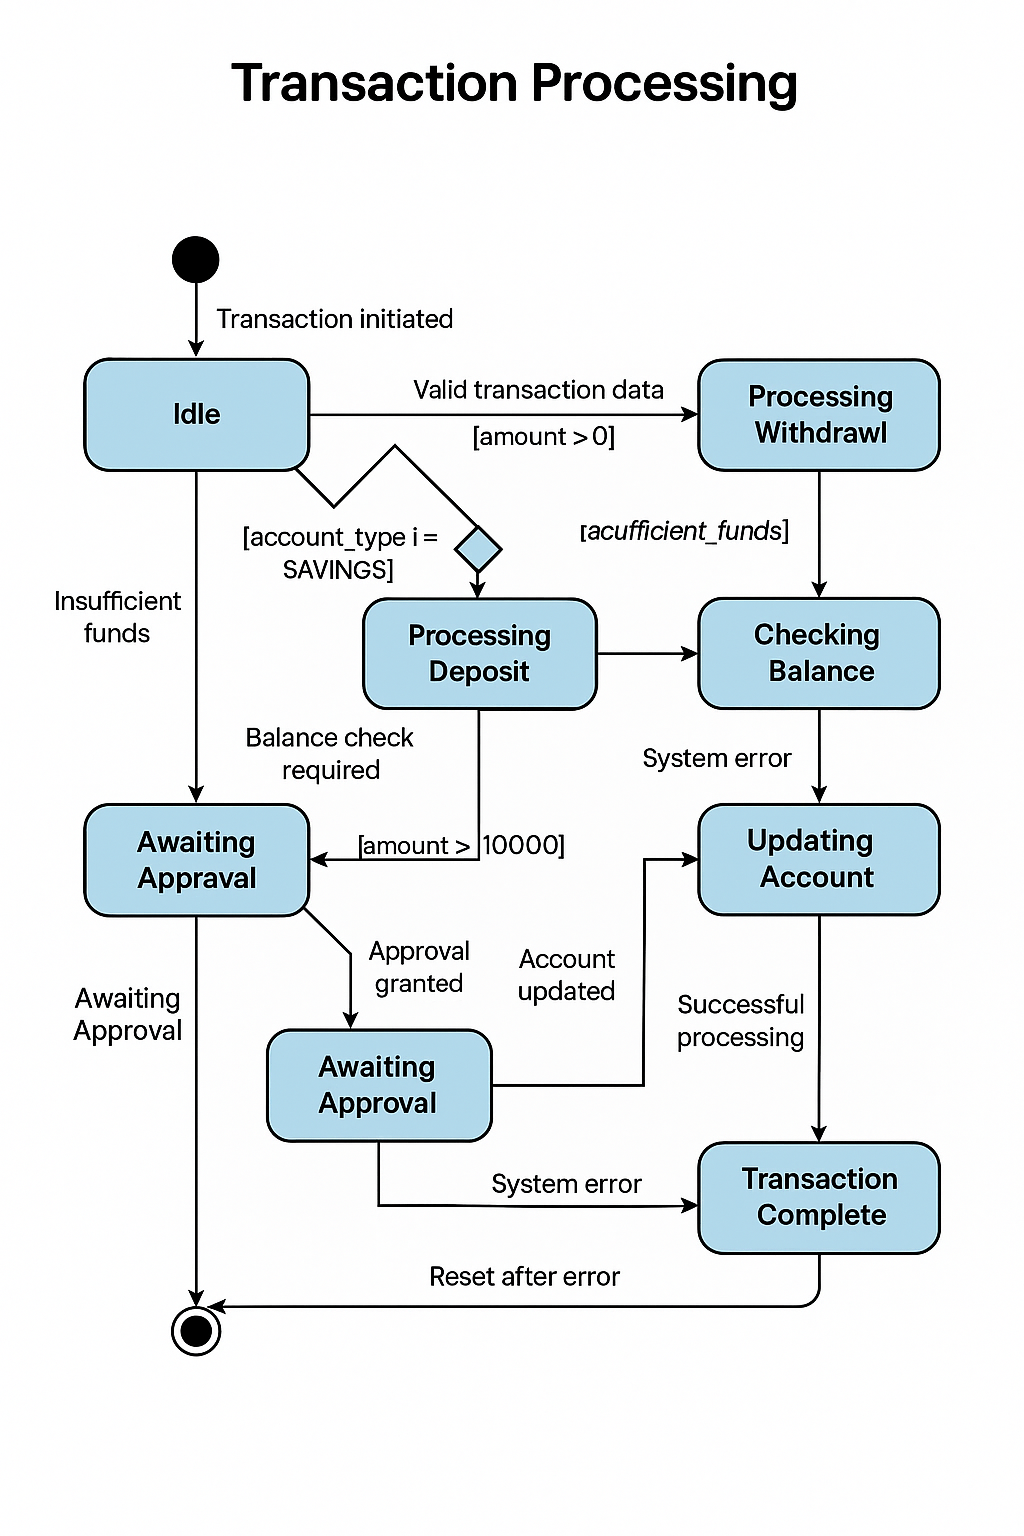 Transaction Processing
Transaction initiated
Idle
Valid transaction data
[amount > 0]
Processing
Withdrawl
[account_type i =
SAVINGS]
[acufficient_funds]
Insufficient
funds
Processing
Deposit
Checking
Balance
Balance check
required
System error
[amount > 10000]
Awaiting
Appraval
Updating
Account
Approval
granted
Account
updated
Awaiting
Approval
Successful
processing
Awaiting
Approval
System error
Transaction
Complete
Reset after error